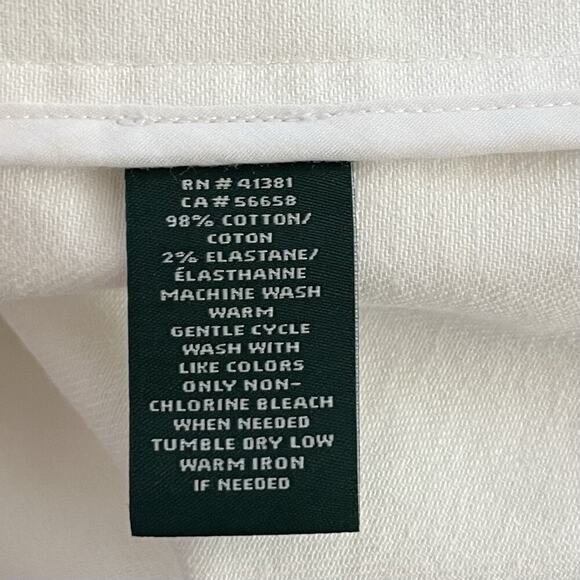 RN # 41381
CA # 56658
98% COTTON/
COTON
2% ELASTANE/
ÉLASTHANNE
MACHINE WASH
WARM
GENTLE CYCLE
WASH WITH
LIKE COLORS
ONLY NON-
CHLORINE BLEACH
WHEN NEEDED
TUMBLE DRY LOW
WARM IRON
IF NEEDED